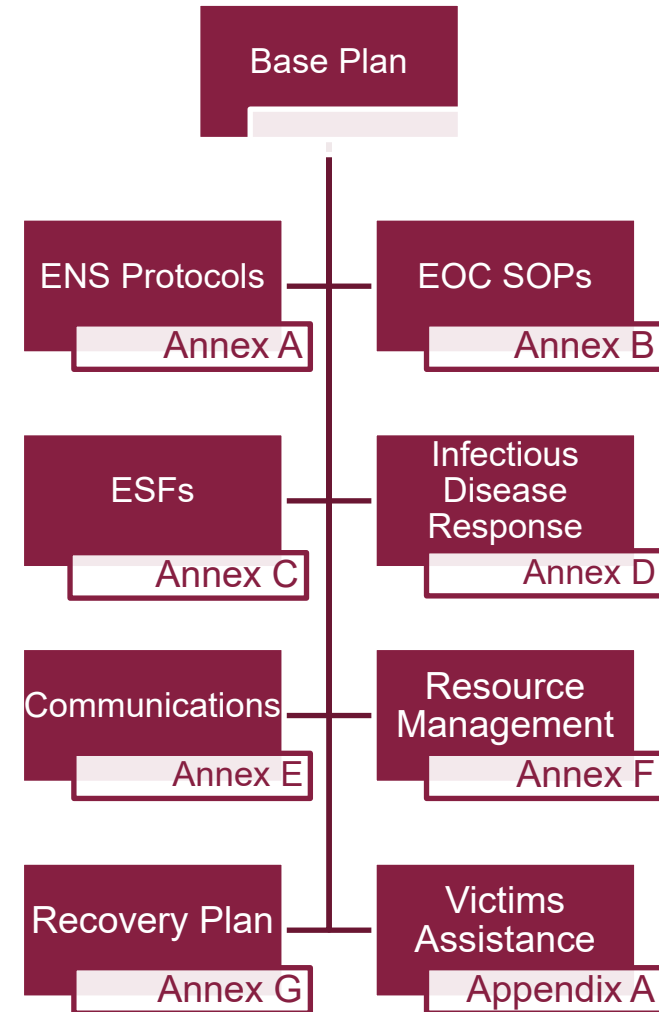 Base Plan
ENS Protocols
Annex A
EOC SOPs
Annex B
ESFs
Annex C
Infectious
Disease
Response
Annex D
Communications
Annex E
Resource
Management
Annex F
Recovery Plan
Annex G
Victims
Assistance
Appendix A